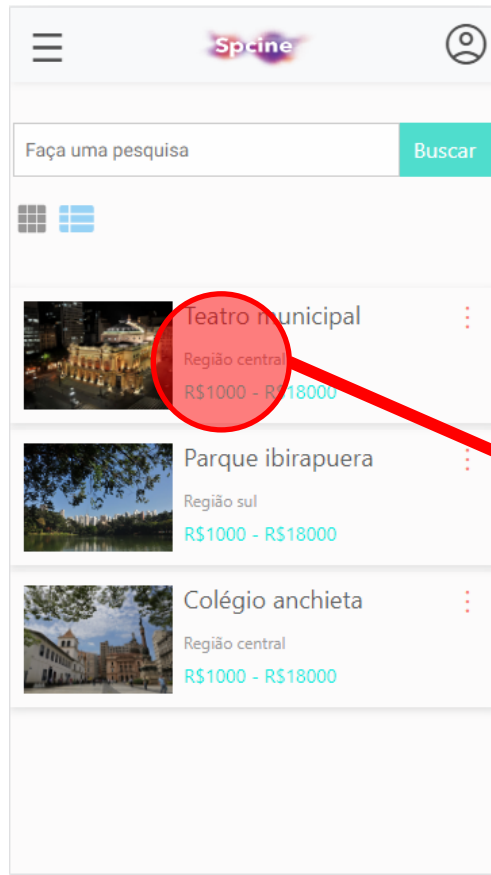 Spcine
Faça uma pesquisa
Buscar
Teatro municipal
Região central
R$1000 - R$18000
Parque ibirapuera
Região sul
R$1000 - R$18000
Colégio anchieta
Região central
R$1000 - R$18000